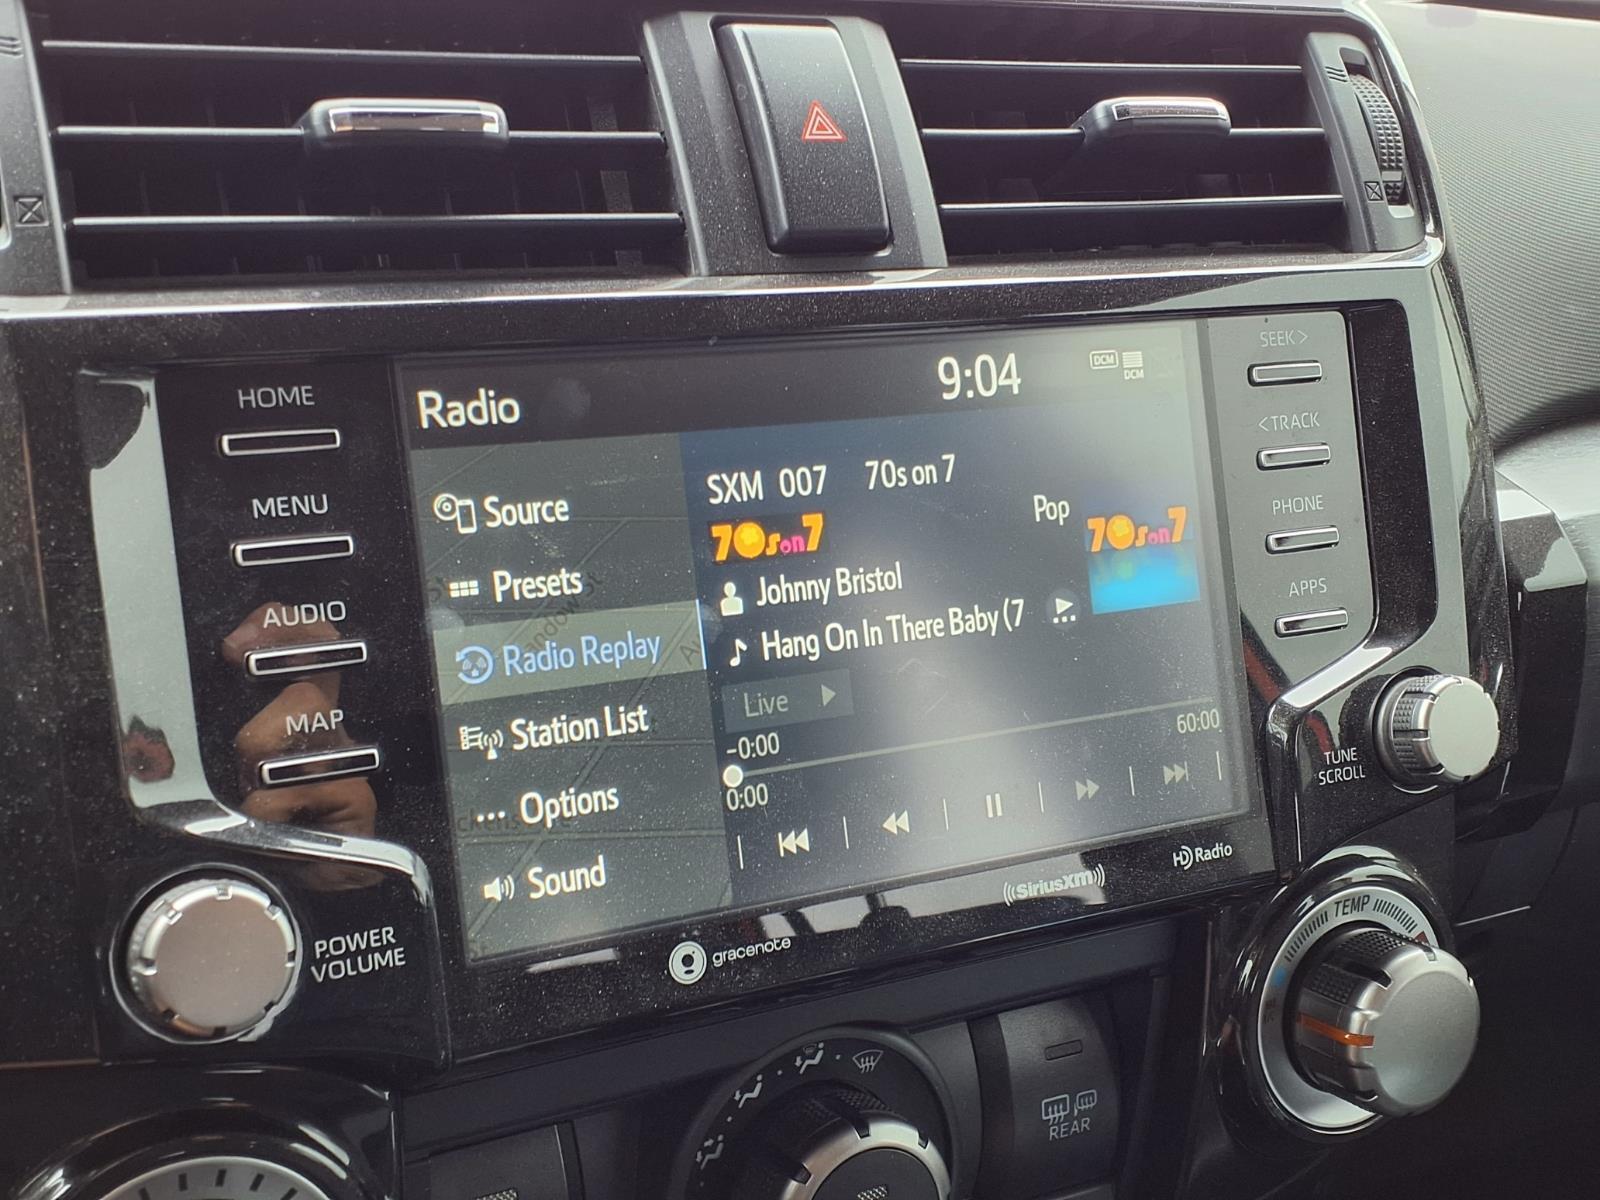 HOME
MENU
AUDIO
MAP
POWER
VOLUME
Radio
9:04
DCM
DCM
Source
Presets
Radio Replay
Station List
Options
Sound
SXM 007 70s on 7
70s on 7
Pop
70s on 7
Johnny Bristol
Hang On In There Baby (7
Live
-0:00
60:00
0:00
gracenote
((SiriusXM))
HD Radio
SEEK>
<TRACK
PHONE
APPS
TUNE
SCROLL
TEMP
REAR